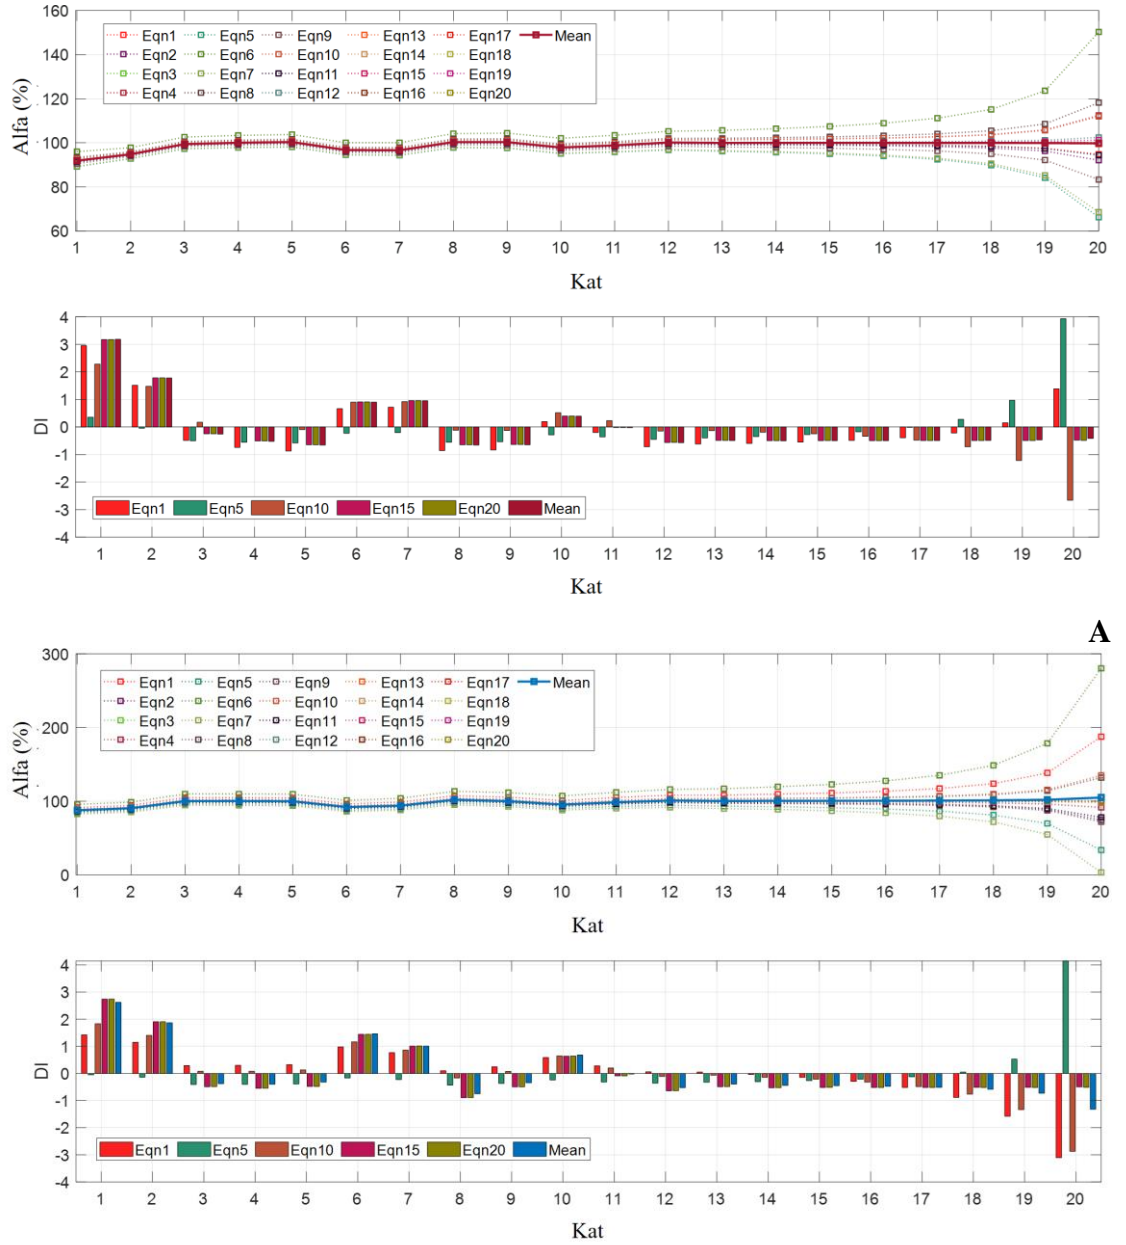 160
140
120
100
80
60
Alfa (%)
Eqn1 Eqn5 Eqn9 Eqn13 Eqn17 Mean
Eqn2 Eqn6 Eqn10 Eqn14 Eqn18
Eqn3 Eqn7 Eqn11 Eqn15 Eqn19
Eqn4 Eqn8 Eqn12 Eqn16 Eqn20
1 2 3 4 5 6 7 8 9 10 11 12 13 14 15 16 17 18 19 20
Kat
4
3
2
1
0
-1
-2
-3
-4
DI
Eqn1 Eqn5 Eqn10 Eqn15 Eqn20 Mean
1 2 3 4 5 6 7 8 9 10 11 12 13 14 15 16 17 18 19 20
Kat
A
300
200
100
0
Alfa (%)
Eqn1 Eqn5 Eqn9 Eqn13 Eqn17 Mean
Eqn2 Eqn6 Eqn10 Eqn14 Eqn18
Eqn3 Eqn7 Eqn11 Eqn15 Eqn19
Eqn4 Eqn8 Eqn12 Eqn16 Eqn20
1 2 3 4 5 6 7 8 9 10 11 12 13 14 15 16 17 18 19 20
Kat
4
3
2
1
0
-1
-2
-3
-4
DI
Eqn1 Eqn5 Eqn10 Eqn15 Eqn20 Mean
1 2 3 4 5 6 7 8 9 10 11 12 13 14 15 16 17 18 19 20
Kat